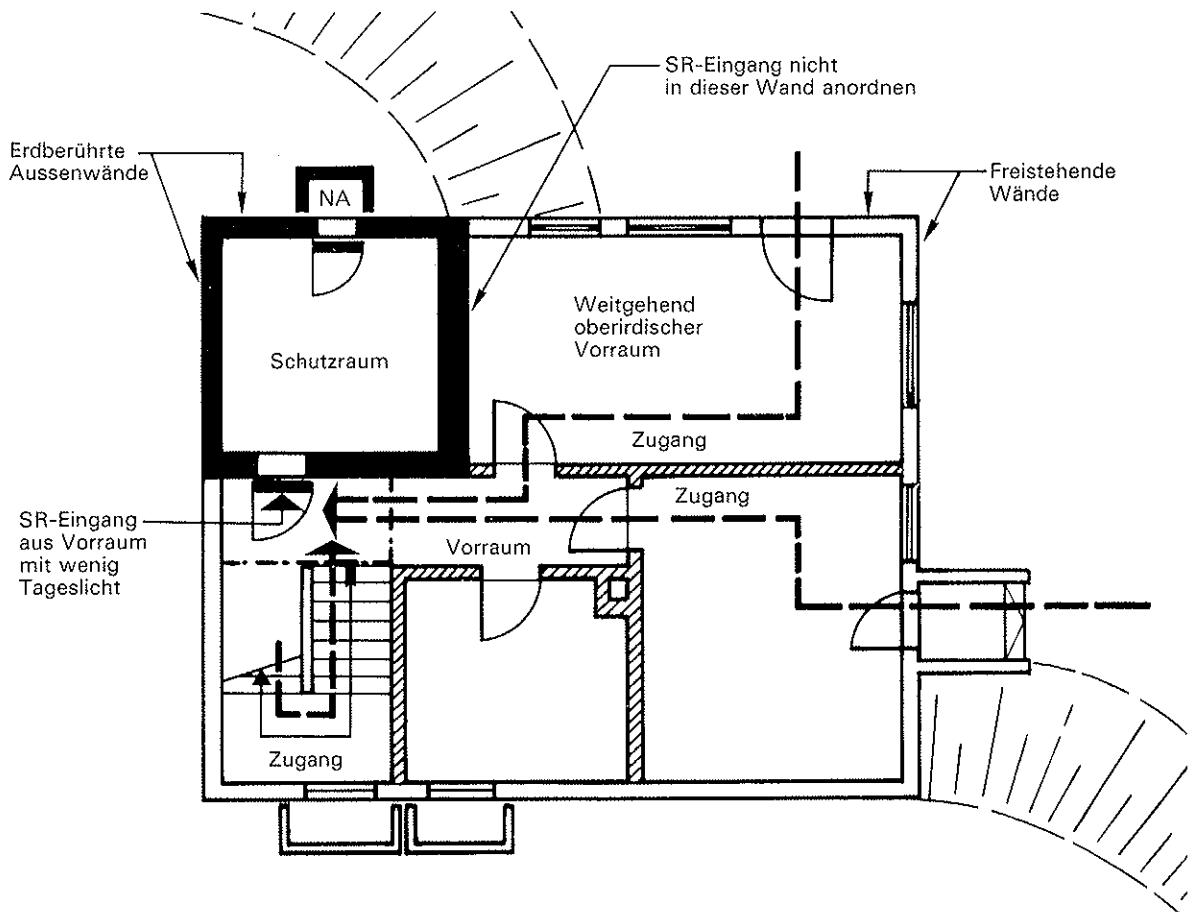 SR-Eingang nicht
in dieser Wand anordnen
Erdberührte
Aussenwände
NA
Freistehende
Wände
Weitgehend
oberirdischer
Vorraum
Schutzraum
Zugang
Zugang
SR-Eingang
aus Vorraum
mit wenig
Tageslicht
Vorraum
Zugang